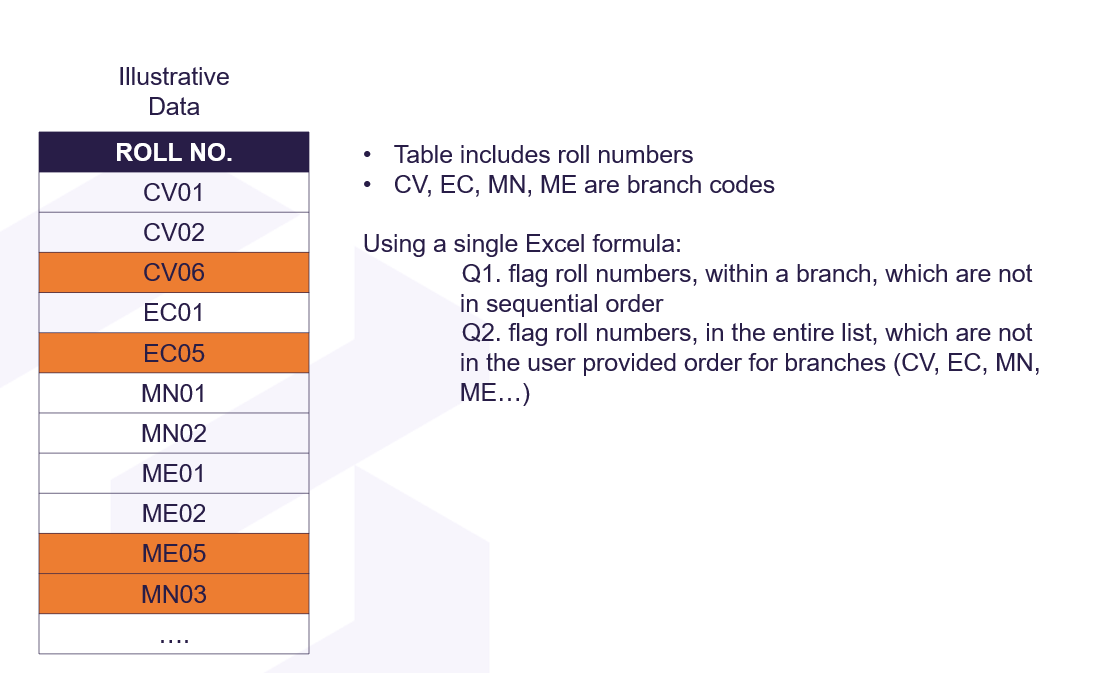 Illustrative
Data
ROLL NO.
CV01
CV02
CV06
EC01
EC05
MN01
MN02
ME01
ME02
ME05
MN03
….
• Table includes roll numbers
• CV, EC, MN, ME are branch codes
Using a single Excel formula:
Q1. flag roll numbers, within a branch, which are not
in sequential order
Q2. flag roll numbers, in the entire list, which are not
in the user provided order for branches (CV, EC, MN,
ME…)